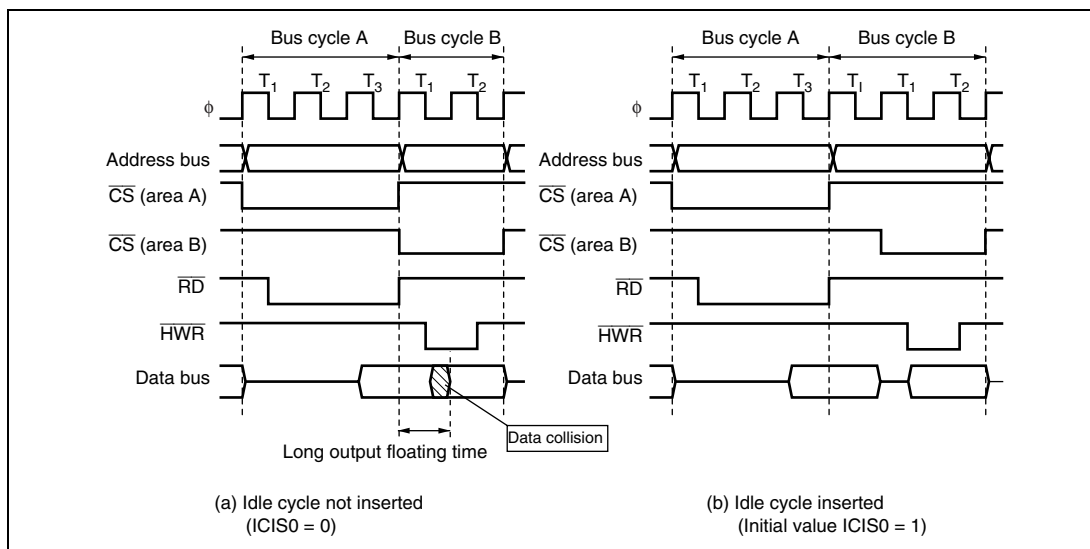 Bus cycle A Bus cycle B
T1 T2 T3 T1 T2
φ
Address bus
CS (area A)
CS (area B)
RD
HWR
Data bus
Data collision
Long output floating time
(a) Idle cycle not inserted
(ICIS0 = 0)
Bus cycle A Bus cycle B
T1 T2 T3 TI T1 T2
φ
Address bus
CS (area A)
CS (area B)
RD
HWR
Data bus
(b) Idle cycle inserted
(Initial value ICIS0 = 1)